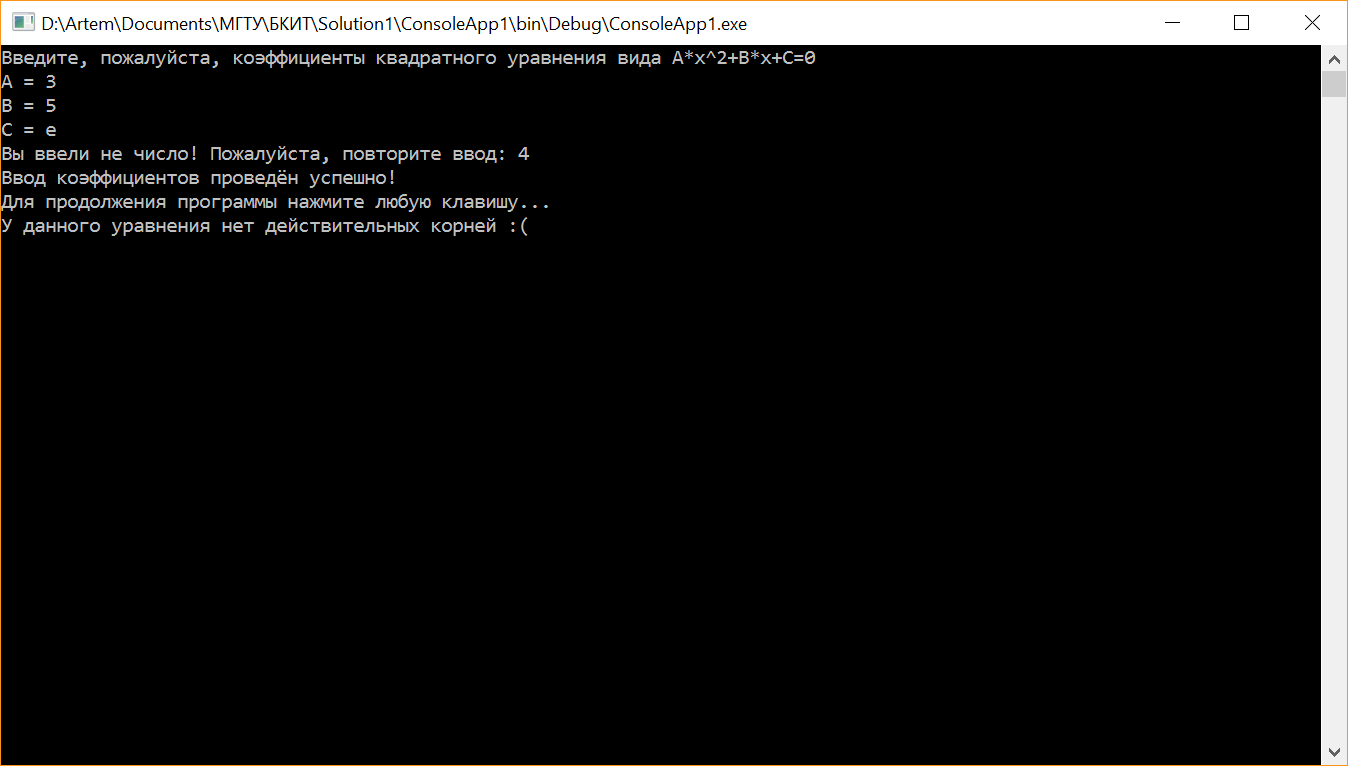 D:\Artem\Documents\МГТУ\БКИТ\Solution1\ConsoleApp1\bin\Debug\ConsoleApp1.exe
Введите, пожалуйста, коэффициенты квадратного уравнения вида A*x^2+B*x+C=0
A = 3
B = 5
C = e
Вы ввели не число! Пожалуйста, повторите ввод: 4
Ввод коэффициентов проведён успешно!
Для продолжения программы нажмите любую клавишу...
У данного уравнения нет действительных корней :(